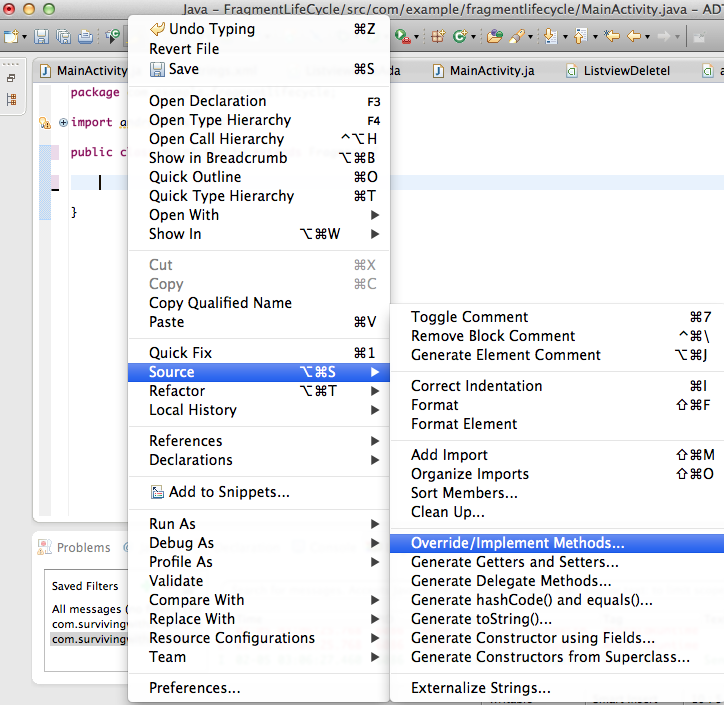 Java - FragmentLifeCycle/src/com/example/fragmentlifecycle/MainActivity.java - ADT
MainActivity
MainActivity.ja
ListviewDeletel
package
import
public
}
Undo Typing ⌘Z
Revert File
Save ⌘S
Open Declaration F3
Open Type Hierarchy F4
Open Call Hierarchy ^⌥H
Show in Breadcrumb ⌥⌘B
Quick Outline ⌘O
Quick Type Hierarchy ⌘T
Open With
Show In ⌥⌘W
Cut ⌘X
Copy ⌘C
Copy Qualified Name
Paste ⌘V
Quick Fix ⌘1
Source ⌥⌘S
Refactor ⌥⌘T
Local History
References
Declarations
Add to Snippets...
Run As
Debug As
Profile As
Validate
Compare With
Replace With
Resource Configurations
Team
Preferences...
Toggle Comment ⌘7
Remove Block Comment ^⌘\
Generate Element Comment ⌥⌘J
Correct Indentation ⌘I
Format ⇧⌘F
Format Element
Add Import ⇧⌘M
Organize Imports ⇧⌘O
Sort Members...
Clean Up...
Override/Implement Methods...
Generate Getters and Setters...
Generate Delegate Methods...
Generate hashCode() and equals()...
Generate toString()...
Generate Constructor using Fields...
Generate Constructors from Superclass...
Externalize Strings...
Problems
Saved Filters
All messages (
com.surviving
com.surviving